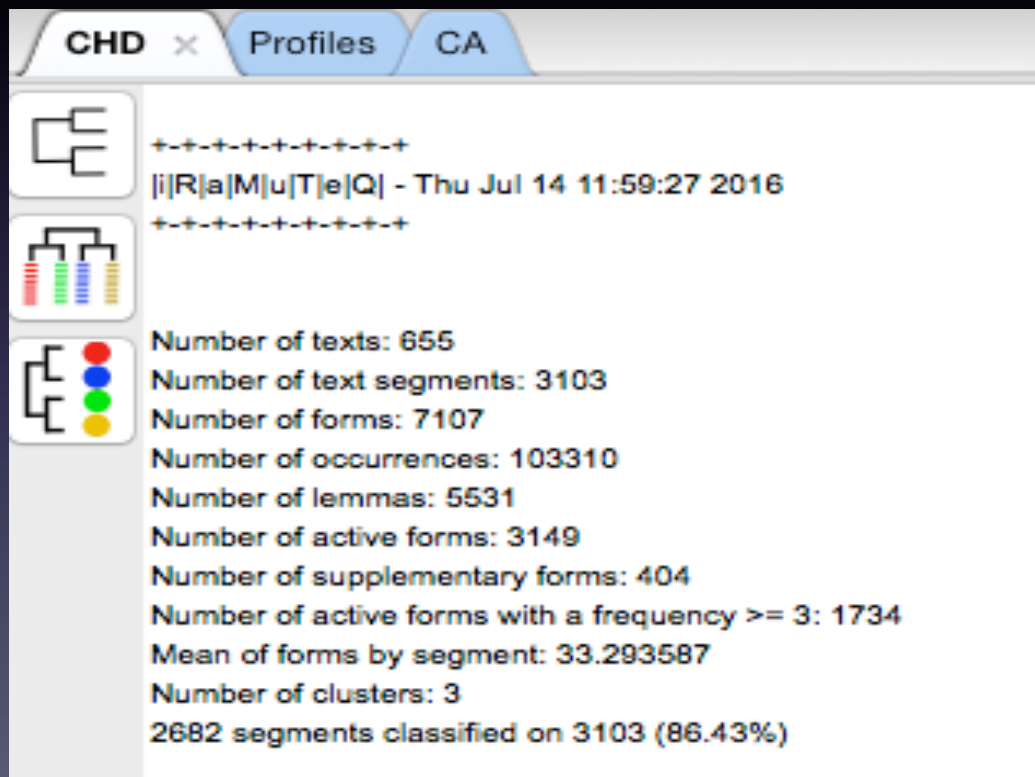 CHD × Profiles CA
+-+-+-+-+-+-+-+-+
|i|R|a|M|u|T|e|Q| - Thu Jul 14 11:59:27 2016
+-+-+-+-+-+-+-+-+
Number of texts: 655
Number of text segments: 3103
Number of forms: 7107
Number of occurrences: 103310
Number of lemmas: 5531
Number of active forms: 3149
Number of supplementary forms: 404
Number of active forms with a frequency >= 3: 1734
Mean of forms by segment: 33.293587
Number of clusters: 3
2682 segments classified on 3103 (86.43%)